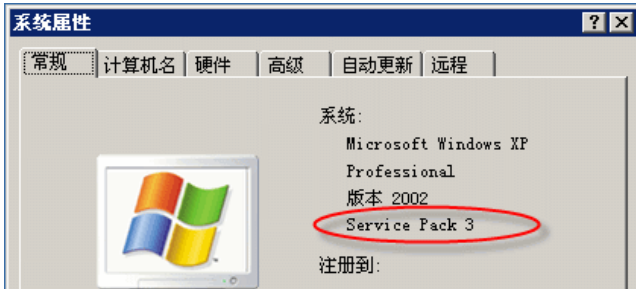 系统属性
常规 计算机名 硬件 高级 自动更新 远程
系统:
Microsoft Windows XP
Professional
版本 2002
Service Pack 3
注册到: